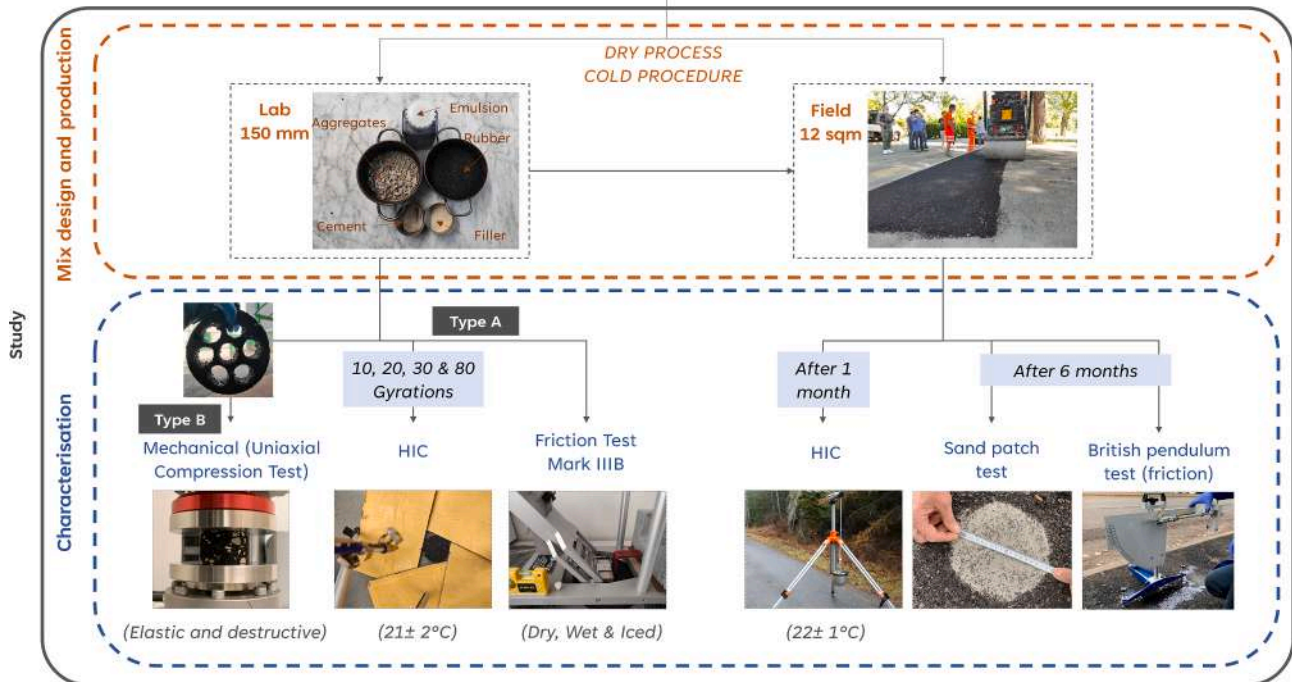 Study
Mix design and production
DRY PROCESS
COLD PROCEDURE
Lab
150 mm
Aggregates
Emulsion
Rubber
Cement
Filler
Field
12 sqm
Characterisation
Type A
10, 20, 30 & 80
Gyrations
Type B
Mechanical (Uniaxial
Compression Test)
HIC
Friction Test
Mark IIIB
(Elastic and destructive)
(21± 2°C)
(Dry, Wet & Iced)
After 1
month
After 6 months
HIC
Sand patch
test
British pendulum
test (friction)
(22± 1°C)